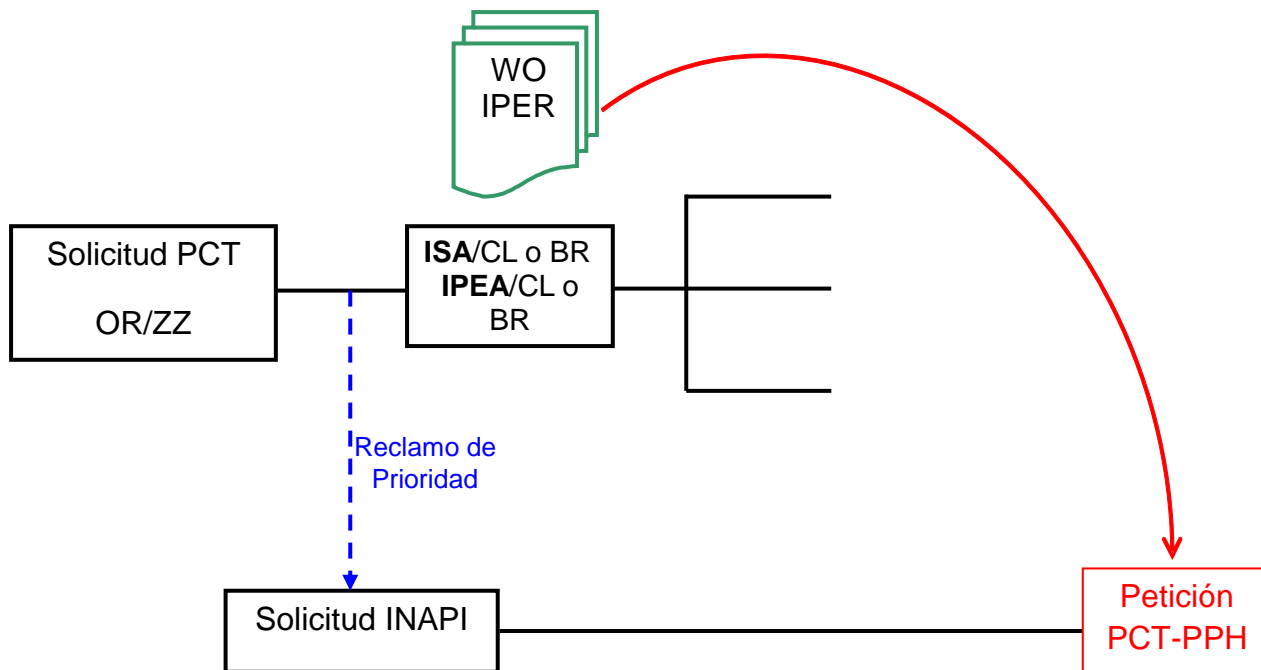 WO
IPER
Solicitud PCT
OR/ZZ
ISA/CL o BR
IPEA/CL o
BR
Reclamo de
Prioridad
Solicitud INAPI
Petición
PCT-PPH